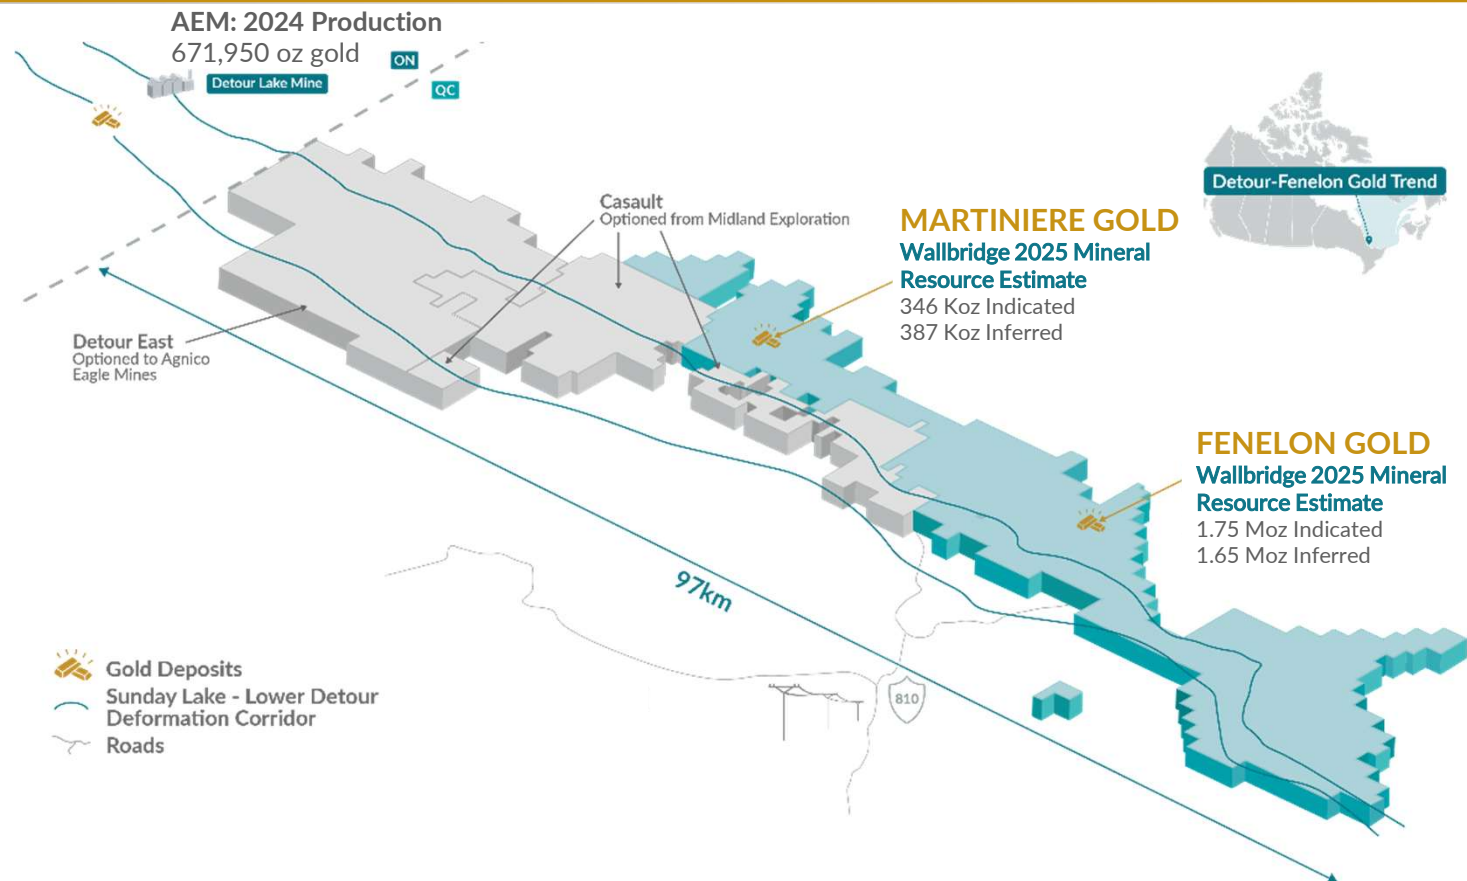 AEM: 2024 Production
671,950 oz gold
ON
QC
Detour Lake Mine
Detour-Fenelon Gold Trend
Casault
Optioned from Midland Exploration
MARTINIERE GOLD
Wallbridge 2025 Mineral
Resource Estimate
346 Koz Indicated
387 Koz Inferred
Detour East
Optioned to Agnico
Eagle Mines
FENELON GOLD
Wallbridge 2025 Mineral
Resource Estimate
1.75 Moz Indicated
1.65 Moz Inferred
97km
810
Gold Deposits
Sunday Lake - Lower Detour
Deformation Corridor
Roads